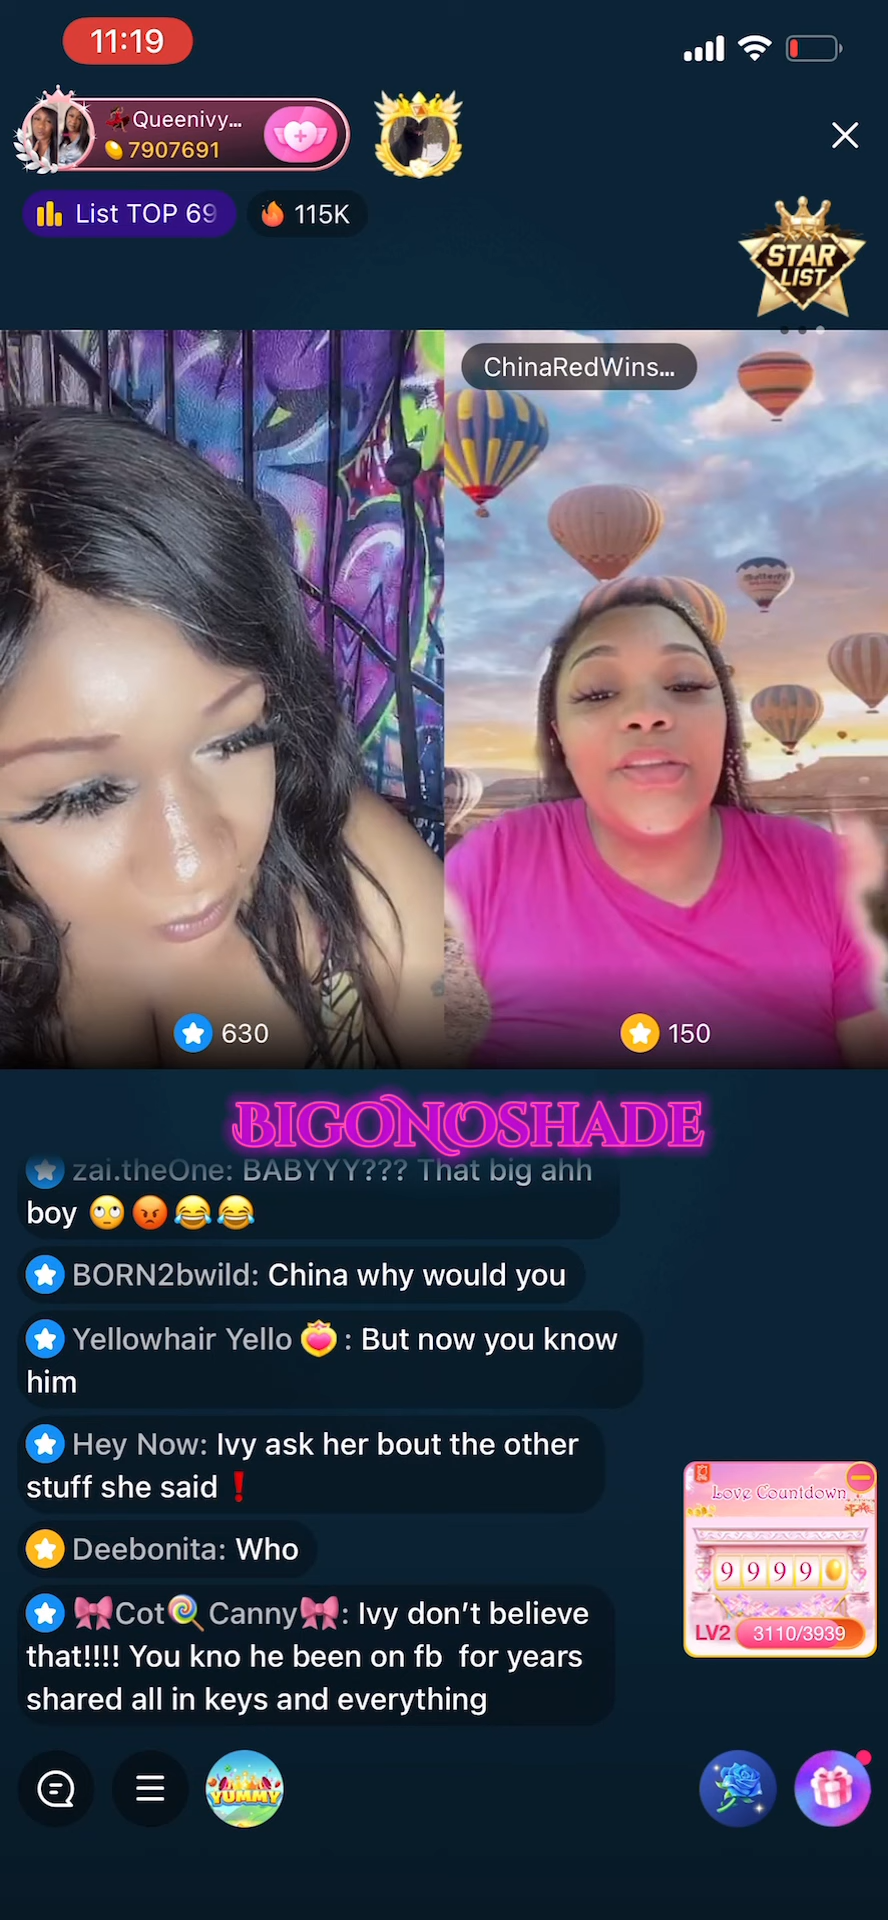 11:19
Queenivy...
7907691
List TOP 69
115K
STAR
LIST
ChinaRedWins...
Butterfly
630
150
BIGONOSHADE
zai.theOne: BABYYY??? That big ahh
boy 🙄😡😂😂
BORN2bwild: China why would you
Yellowhair Yello : But now you know
him
Hey Now: Ivy ask her bout the other
stuff she said❗
Deebonita: Who
🎀Cot🍭Canny🎀: Ivy don't believe
that!!!! You kno he been on fb for years
shared all in keys and everything
Love Countdown
9 9 9 9
LV2 3110/3939
YUMMY